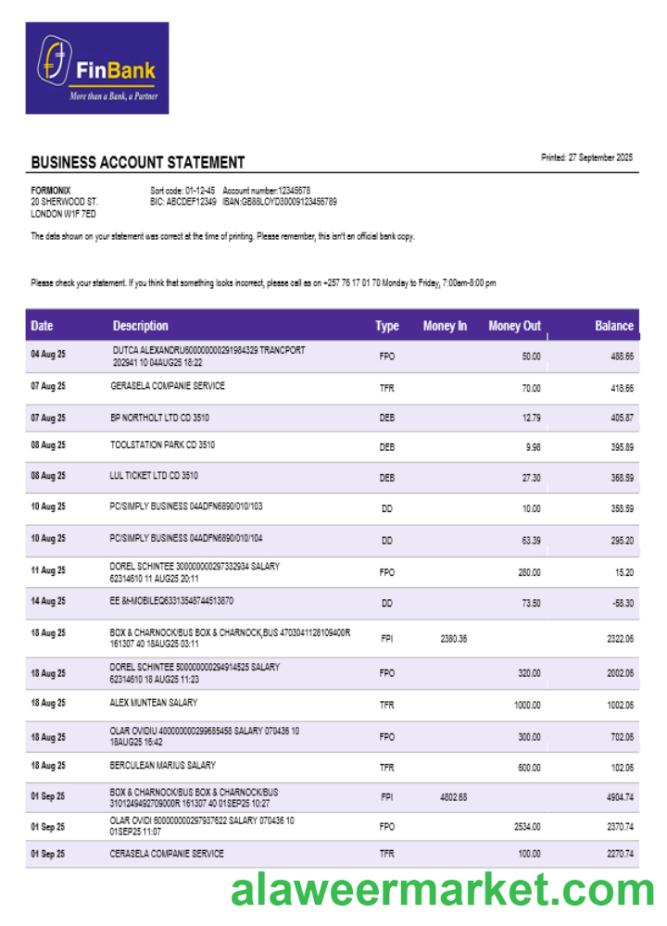 FinBank
More than a Bank, a Partner
BUSINESS ACCOUNT STATEMENT
Printed: 27 September 2025
FORMONIX Sort code: 01-12-45 Account number:12345678
20 SHERWOOD ST. BIC: ABCDEF12349 IBAN:GB88LOYD30009123456789
LONDON W1F 7ED
The data shown on your statement was correct at the time of printing. Please remember, this isn't an official bank copy.
Please check your statement. If you think that something looks incorrect, please call as on +257 76 17 01 70 Monday to Friday, 7:00am-8:00 pm
Date Description Type Money In Money Out Balance
04 Aug 25 DUTCA ALEXANDRU600000000291984329 TRANCPORT FPO 50.00 488.66
202941 10 04AUG25 18:22
07 Aug 25 GERASELA COMPANIE SERVICE TFR 70.00 418.66
07 Aug 25 BP NORTHOLT LTD CD 3510 DEB 12.79 405.87
08 Aug 25 TOOLSTATION PARK CD 3510 DEB 9.98 395.89
08 Aug 25 LUL TICKET LTD CD 3510 DEB 27.30 368.59
10 Aug 25 PC/SIMPLY BUSINESS 04ADFN6890/010/103 DD 10.00 358.59
10 Aug 25 PC/SIMPLY BUSINESS 04ADFN6890/010/104 DD 63.39 295.20
11 Aug 25 DOREL SCHINTEE 300000000297332934 SALARY FPO 280.00 15.20
62314610 11 AUG25 20:11
14 Aug 25 EE &t-MOBILEQ63313548744513870 DD 73.50 -58.30
18 Aug 25 BOX & CHARNOCK/BUS BOX & CHARNOCK,BUS 4703041128109400R FPI 2380.36 2322.06
161307 40 18AUG25 03:11
18 Aug 25 DOREL SCHINTEE 500000000294914525 SALARY FPO 320.00 2002.06
62314610 18 AUG25 11:23
18 Aug 25 ALEX MUNTEAN SALARY TFR 1000.00 1002.06
18 Aug 25 OLAR OVIDIU 400000000299685458 SALARY 070436 10 FPO 300.00 702.06
18AUG25 16:42
18 Aug 25 BERCULEAN MARIUS SALARY TFR 600.00 102.06
01 Sep 25 BOX & CHARNOCK/BUS BOX & CHARNOCK/BUS FPI 4802.68 4904.74
3101249492709000R 161307 40 01SEP25 10:27
01 Sep 25 OLAR OVIDI 600000000297937622 SALARY 070436 10 FPO 2534.00 2370.74
01SEP25 11:07
01 Sep 25 CERASELA COMPANIE SERVICE TFR 100.00 2270.74
alaweermarket.com